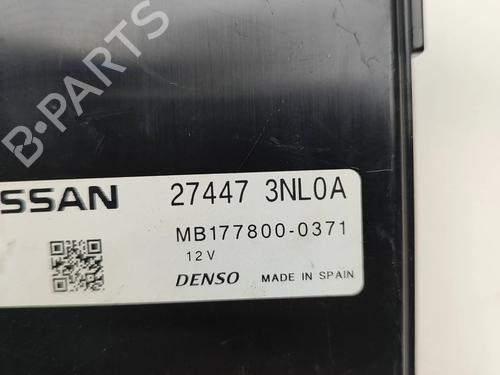 B-PARTS
SSAN 27447 3NL0A
MB177800-0371
12V
DENSO MADE IN SPAIN